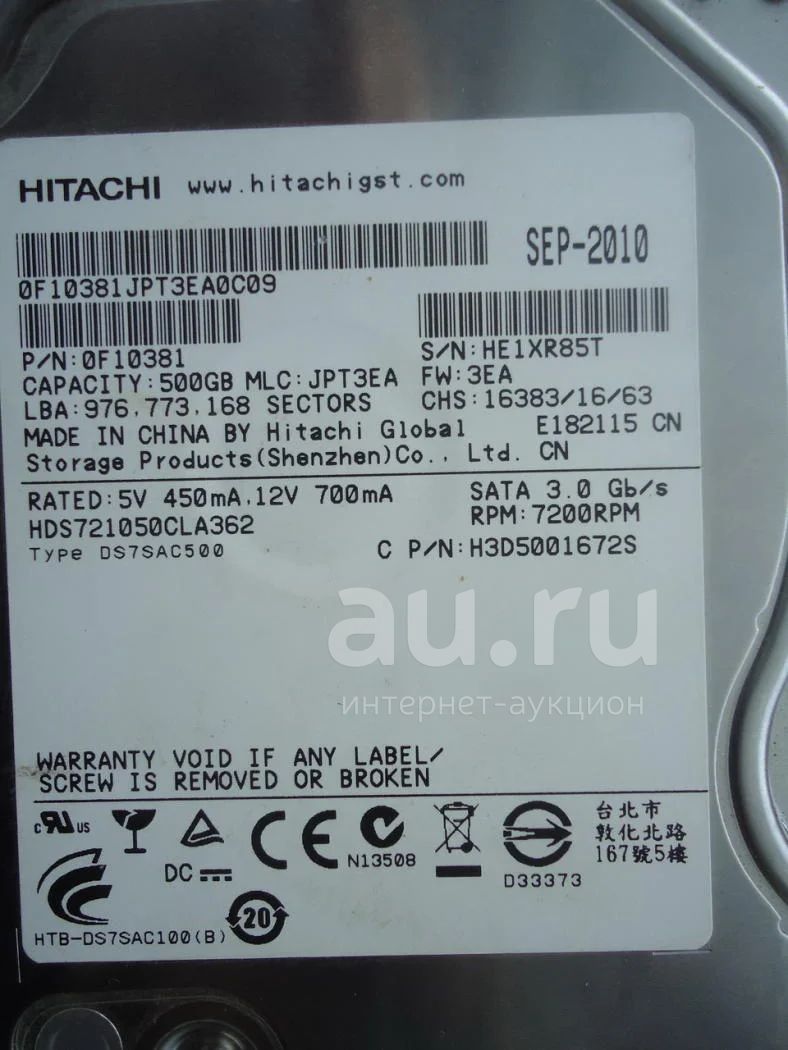 HITACHI www.hitachigst.com
SEP-2010
0F10381JPT3EA0C09
P/N:0F10381
S/N:HE1XR85T
CAPACITY:500GB MLC:JPT3EA FW:3EA
LBA:976,773,168 SECTORS CHS:16383/16/63
MADE IN CHINA BY Hitachi Global E182115 CN
Storage Products(Shenzhen)Co., Ltd. CN
RATED:5V 450mA,12V 700mA SATA 3.0 Gb/s
HDS721050CLA362 RPM:7200RPM
Type DS7SAC500 C P/N:H3D5001672S
au.ru
интернет-аукцион
WARRANTY VOID IF ANY LABEL/
SCREW IS REMOVED OR BROKEN
c RU US
DC
CE
N13508
D33373
台北市
敦化北路
167號5樓
HTB-DS7SAC100(B)
20